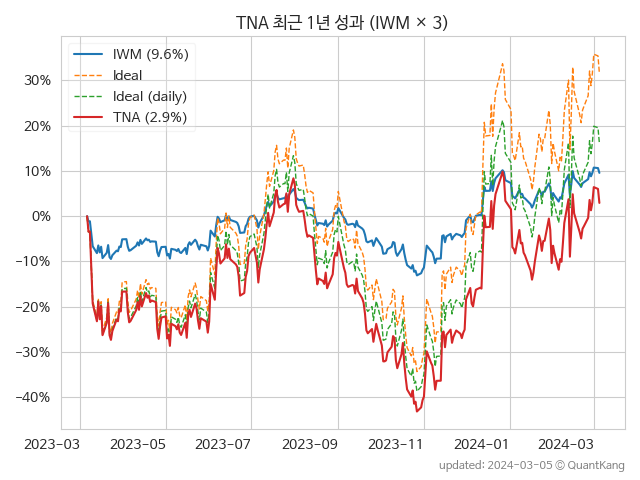 TNA 최근 1년 성과 (IWM × 3)
IWM (9.6%)
Ideal
Ideal (daily)
TNA (2.9%)
30%
20%
10%
0%
−10%
−20%
−30%
−40%
2023-03
2023-05
2023-07
2023-09
2023-11
2024-01
2024-03
updated: 2024-03-05 © QuantKang